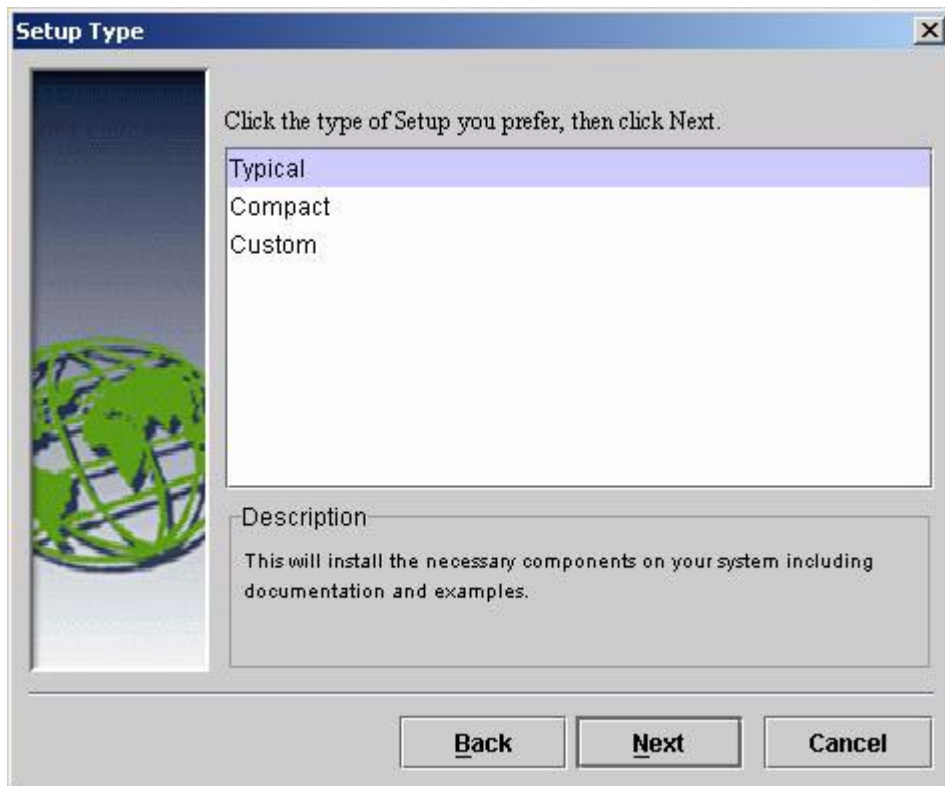 Setup Type
Click the type of Setup you prefer, then click Next.
Typical
Compact
Custom
Description
This will install the necessary components on your system including
documentation and examples.
Back
Next
Cancel